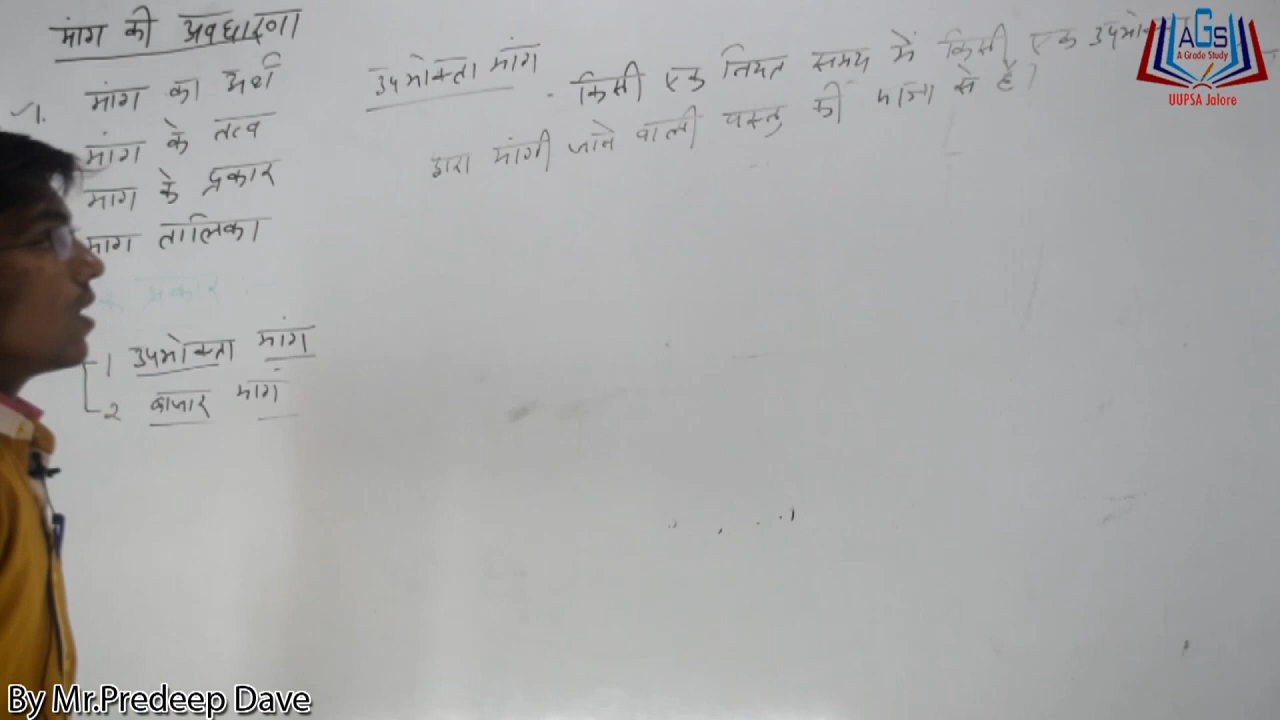 मांग की अवधारणा
1. मांग का अर्थ
मांग के तत्व
मांग के प्रकार
मांग तालिका
प्रकार
1 उपभोक्ता मांग
2 बाजार मांग
उपभोक्ता मांग . किसी एक नियत समय में किसी एक
द्वारा मांगी जाने वाली वस्तु की मात्रा से है।
AGS
A Grade Study
UUPSA Jalore
By Mr.Predeep Dave